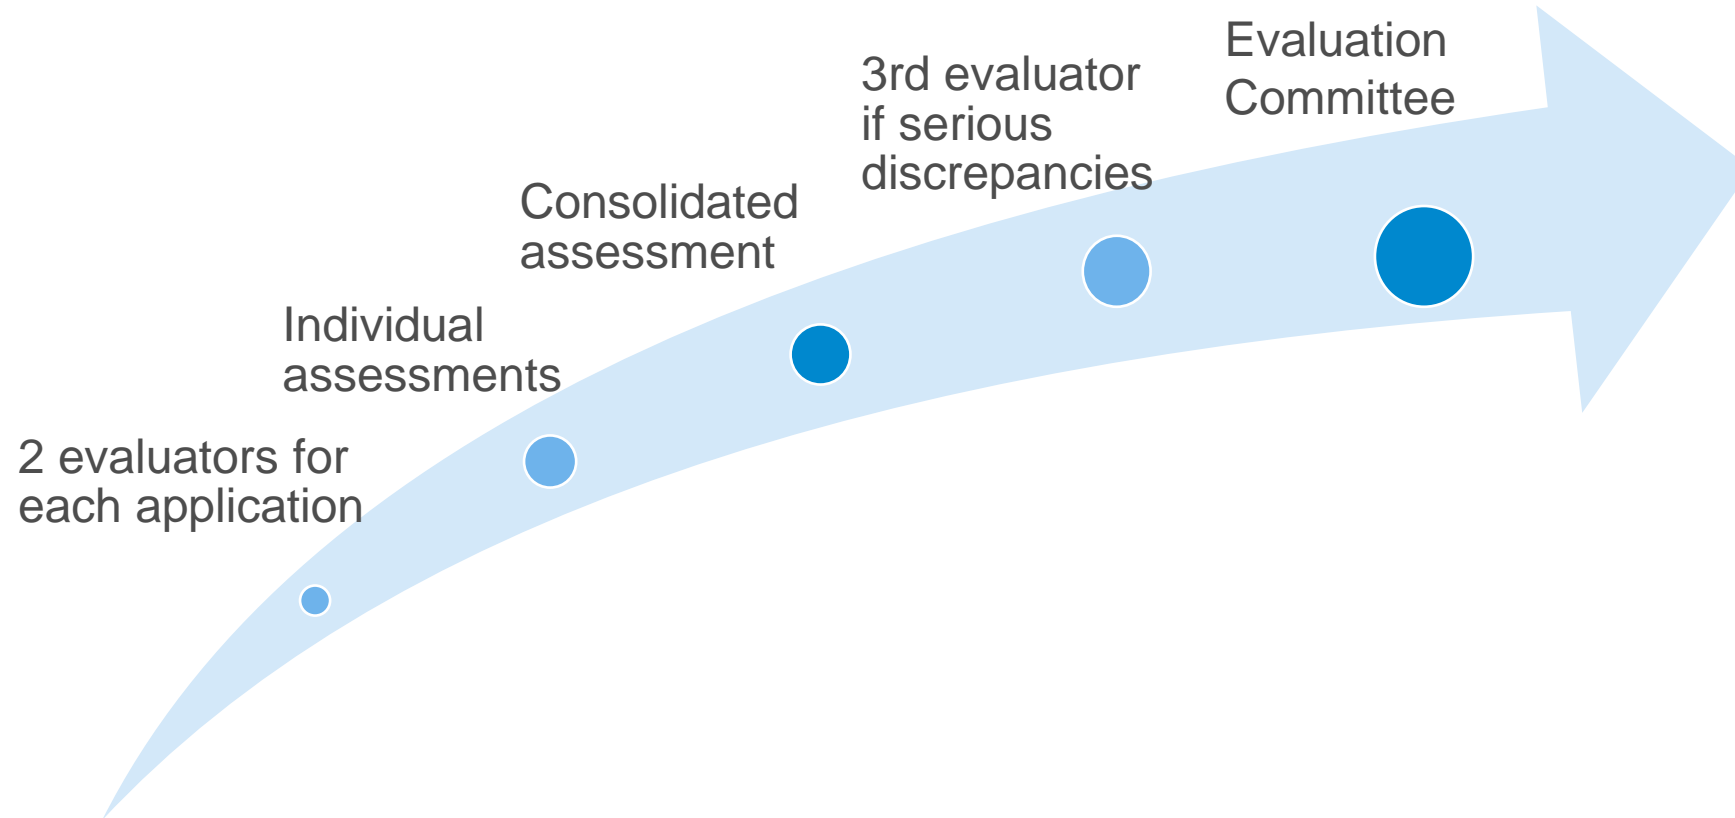 2 evaluators for
each application
Individual
assessments
Consolidated
assessment
3rd evaluator
if serious
discrepancies
Evaluation
Committee